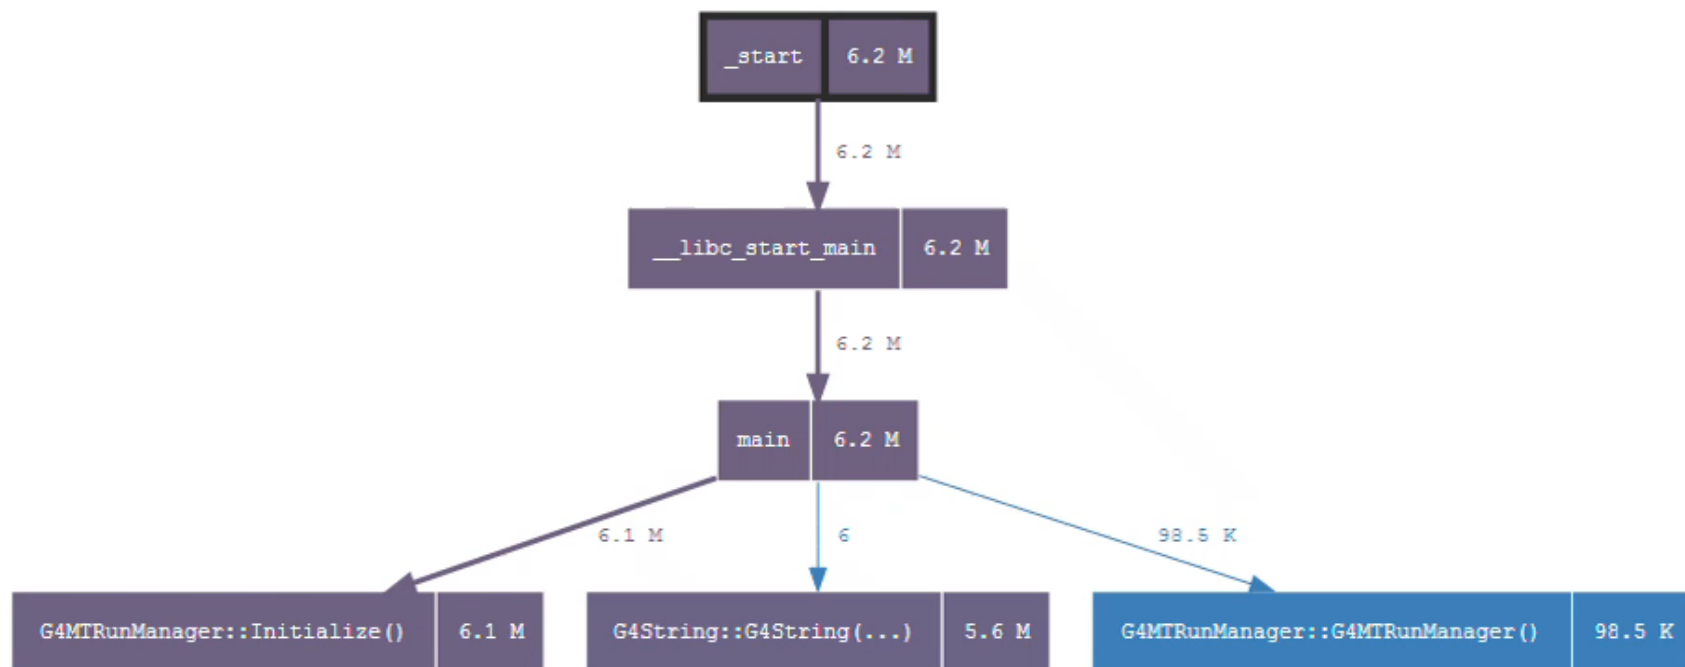 _start 6.2 M
6.2 M
__libc_start_main 6.2 M
6.2 M
main 6.2 M
6.1 M 6 98.5 K
G4MTRunManager::Initialize() 6.1 M G4String::G4String(...) 5.6 M G4MTRunManager::G4MTRunManager() 98.5 K